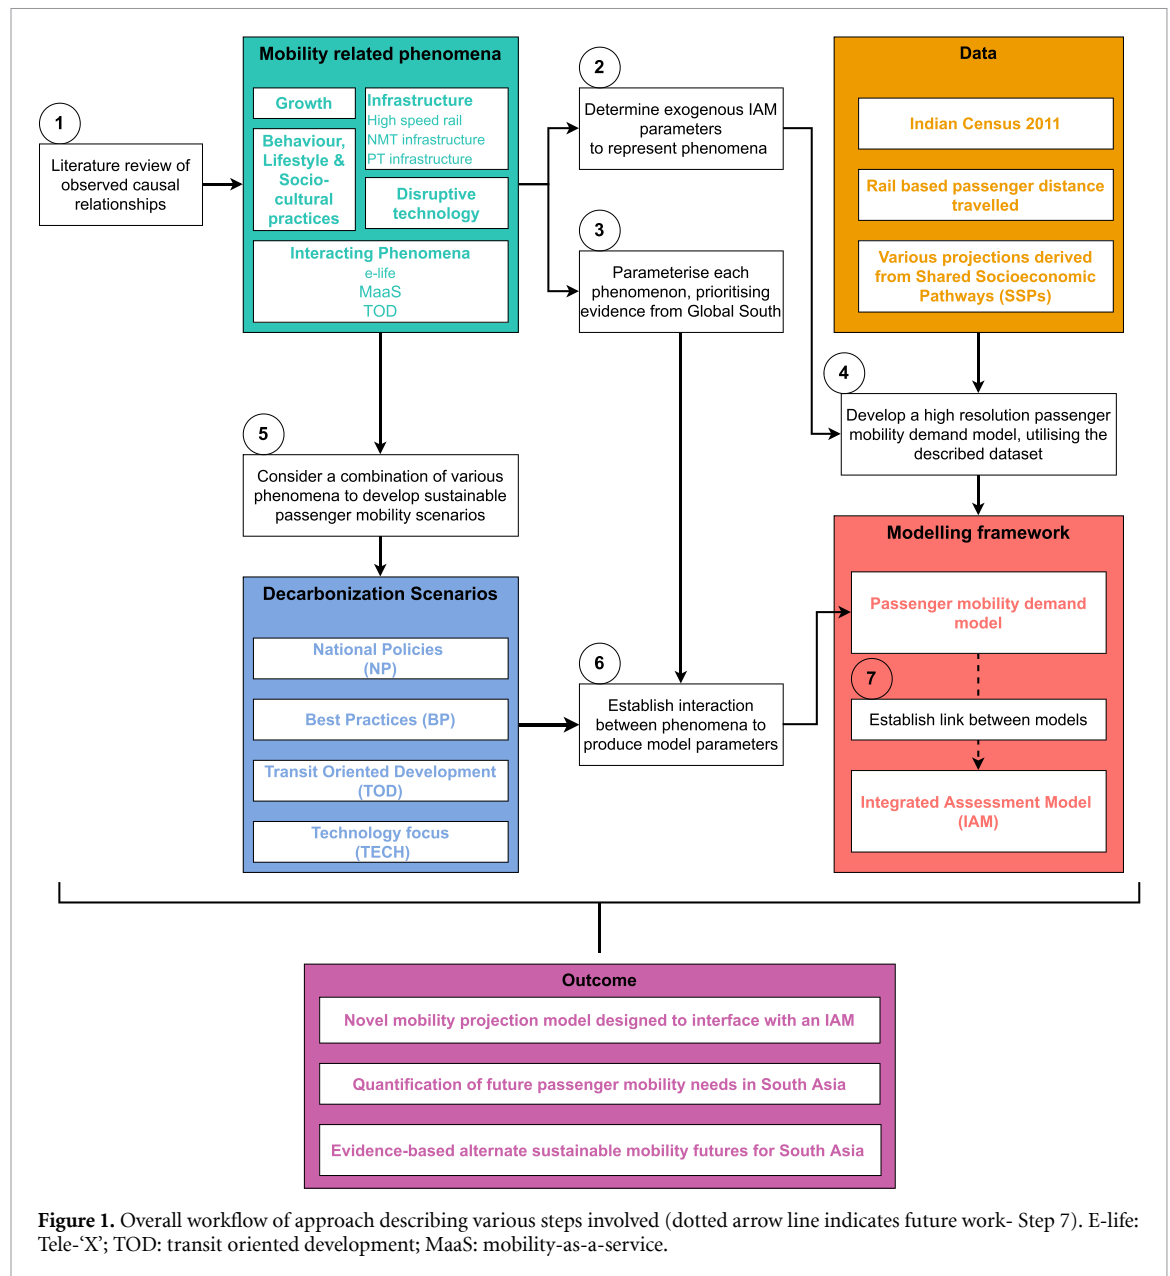 1
Literature review of
observed causal
relationships
Mobility related phenomena
Growth
Behaviour,
Lifestyle &
Socio-
cultural
practices
Infrastructure
High speed rail
NMT infrastructure
PT infrastructure
Disruptive
technology
Interacting Phenomena
e-life
MaaS
TOD
2
Determine exogenous IAM
parameters
to represent phenomena
3
Parameterise each
phenomenon, prioritising
evidence from Global South
Data
Indian Census 2011
Rail based passenger distance
travelled
Various projections derived
from Shared Socioeconomic
Pathways (SSPs)
4
Develop a high resolution passenger
mobility demand model, utilising the
described dataset
5
Consider a combination of various
phenomena to develop sustainable
passenger mobility scenarios
Decarbonization Scenarios
National Policies
(NP)
Best Practices (BP)
Transit Oriented Development
(TOD)
Technology focus
(TECH)
6
Establish interaction
between phenomena to
produce model parameters
Modelling framework
Passenger mobility demand
model
7
Establish link between models
Integrated Assessment Model
(IAM)
Outcome
Novel mobility projection model designed to interface with an IAM
Quantification of future passenger mobility needs in South Asia
Evidence-based alternate sustainable mobility futures for South Asia
Figure 1. Overall workflow of approach describing various steps involved (dotted arrow line indicates future work- Step 7). E-life:
Tele-‘X’; TOD: transit oriented development; MaaS: mobility-as-a-service.